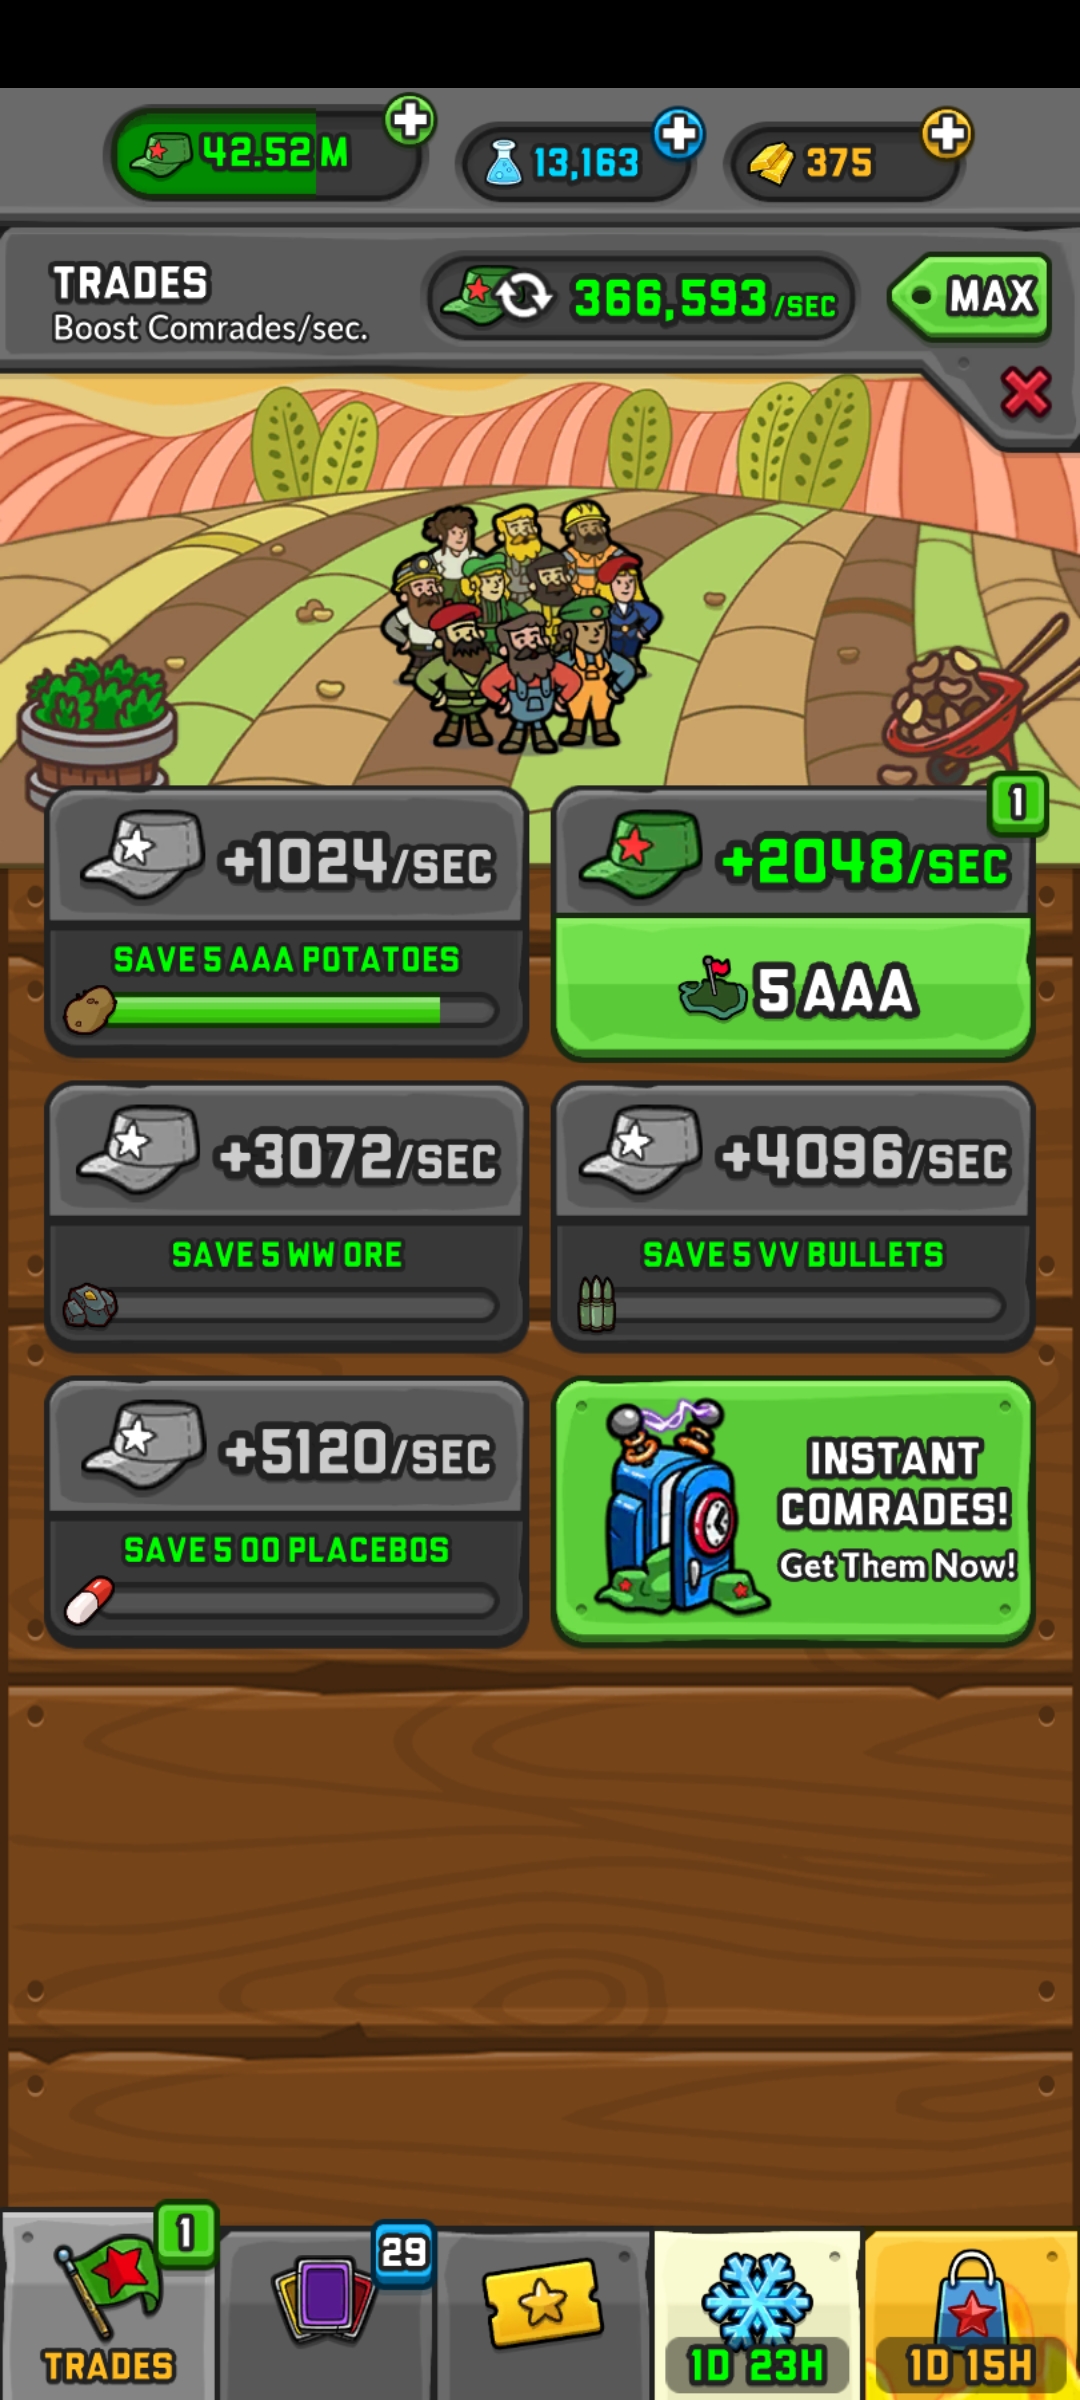 42.52 M
13,163
375
TRADES
Boost Comrades/sec.
366,593/SEC
MAX
1
+1024/SEC
SAVE 5 AAA POTATOES
+2048/SEC
5 AAA
+3072/SEC
SAVE 5 WW ORE
+4096/SEC
SAVE 5 VV BULLETS
+5120/SEC
SAVE 5 OO PLACEBOS
INSTANT
COMRADES!
Get Them Now!
1
29
TRADES
1D 23H
1D 15H